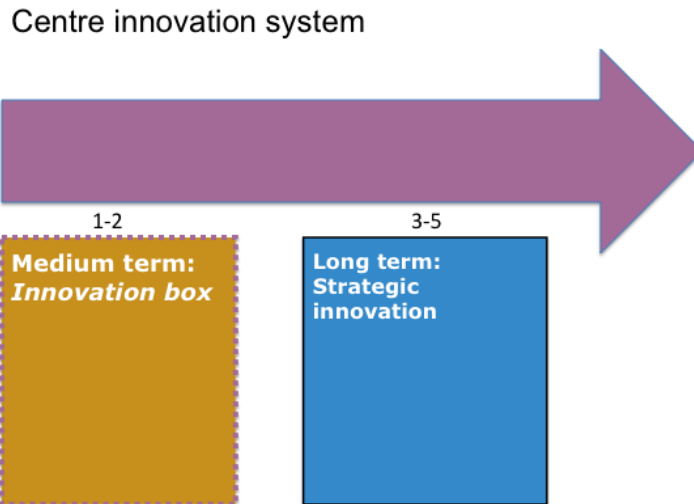 Centre innovation system
1-2
3-5
Medium term:
Innovation box
Long term:
Strategic
innovation